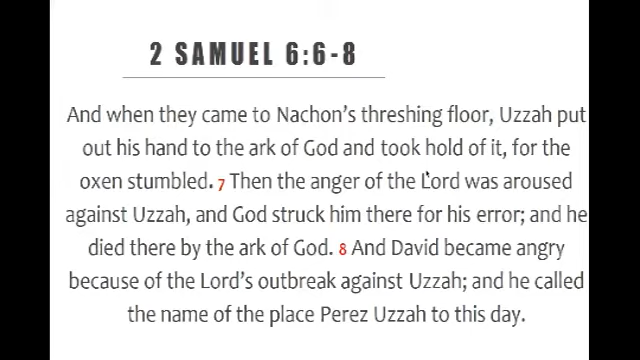 2 SAMUEL 6:6-8
And when they came to Nachon's threshing floor, Uzzah put
out his hand to the ark of God and took hold of it, for the
oxen stumbled. 7 Then the anger of the Lord was aroused
against Uzzah, and God struck him there for his error; and he
died there by the ark of God. 8 And David became angry
because of the Lord's outbreak against Uzzah; and he called
the name of the place Perez Uzzah to this day.